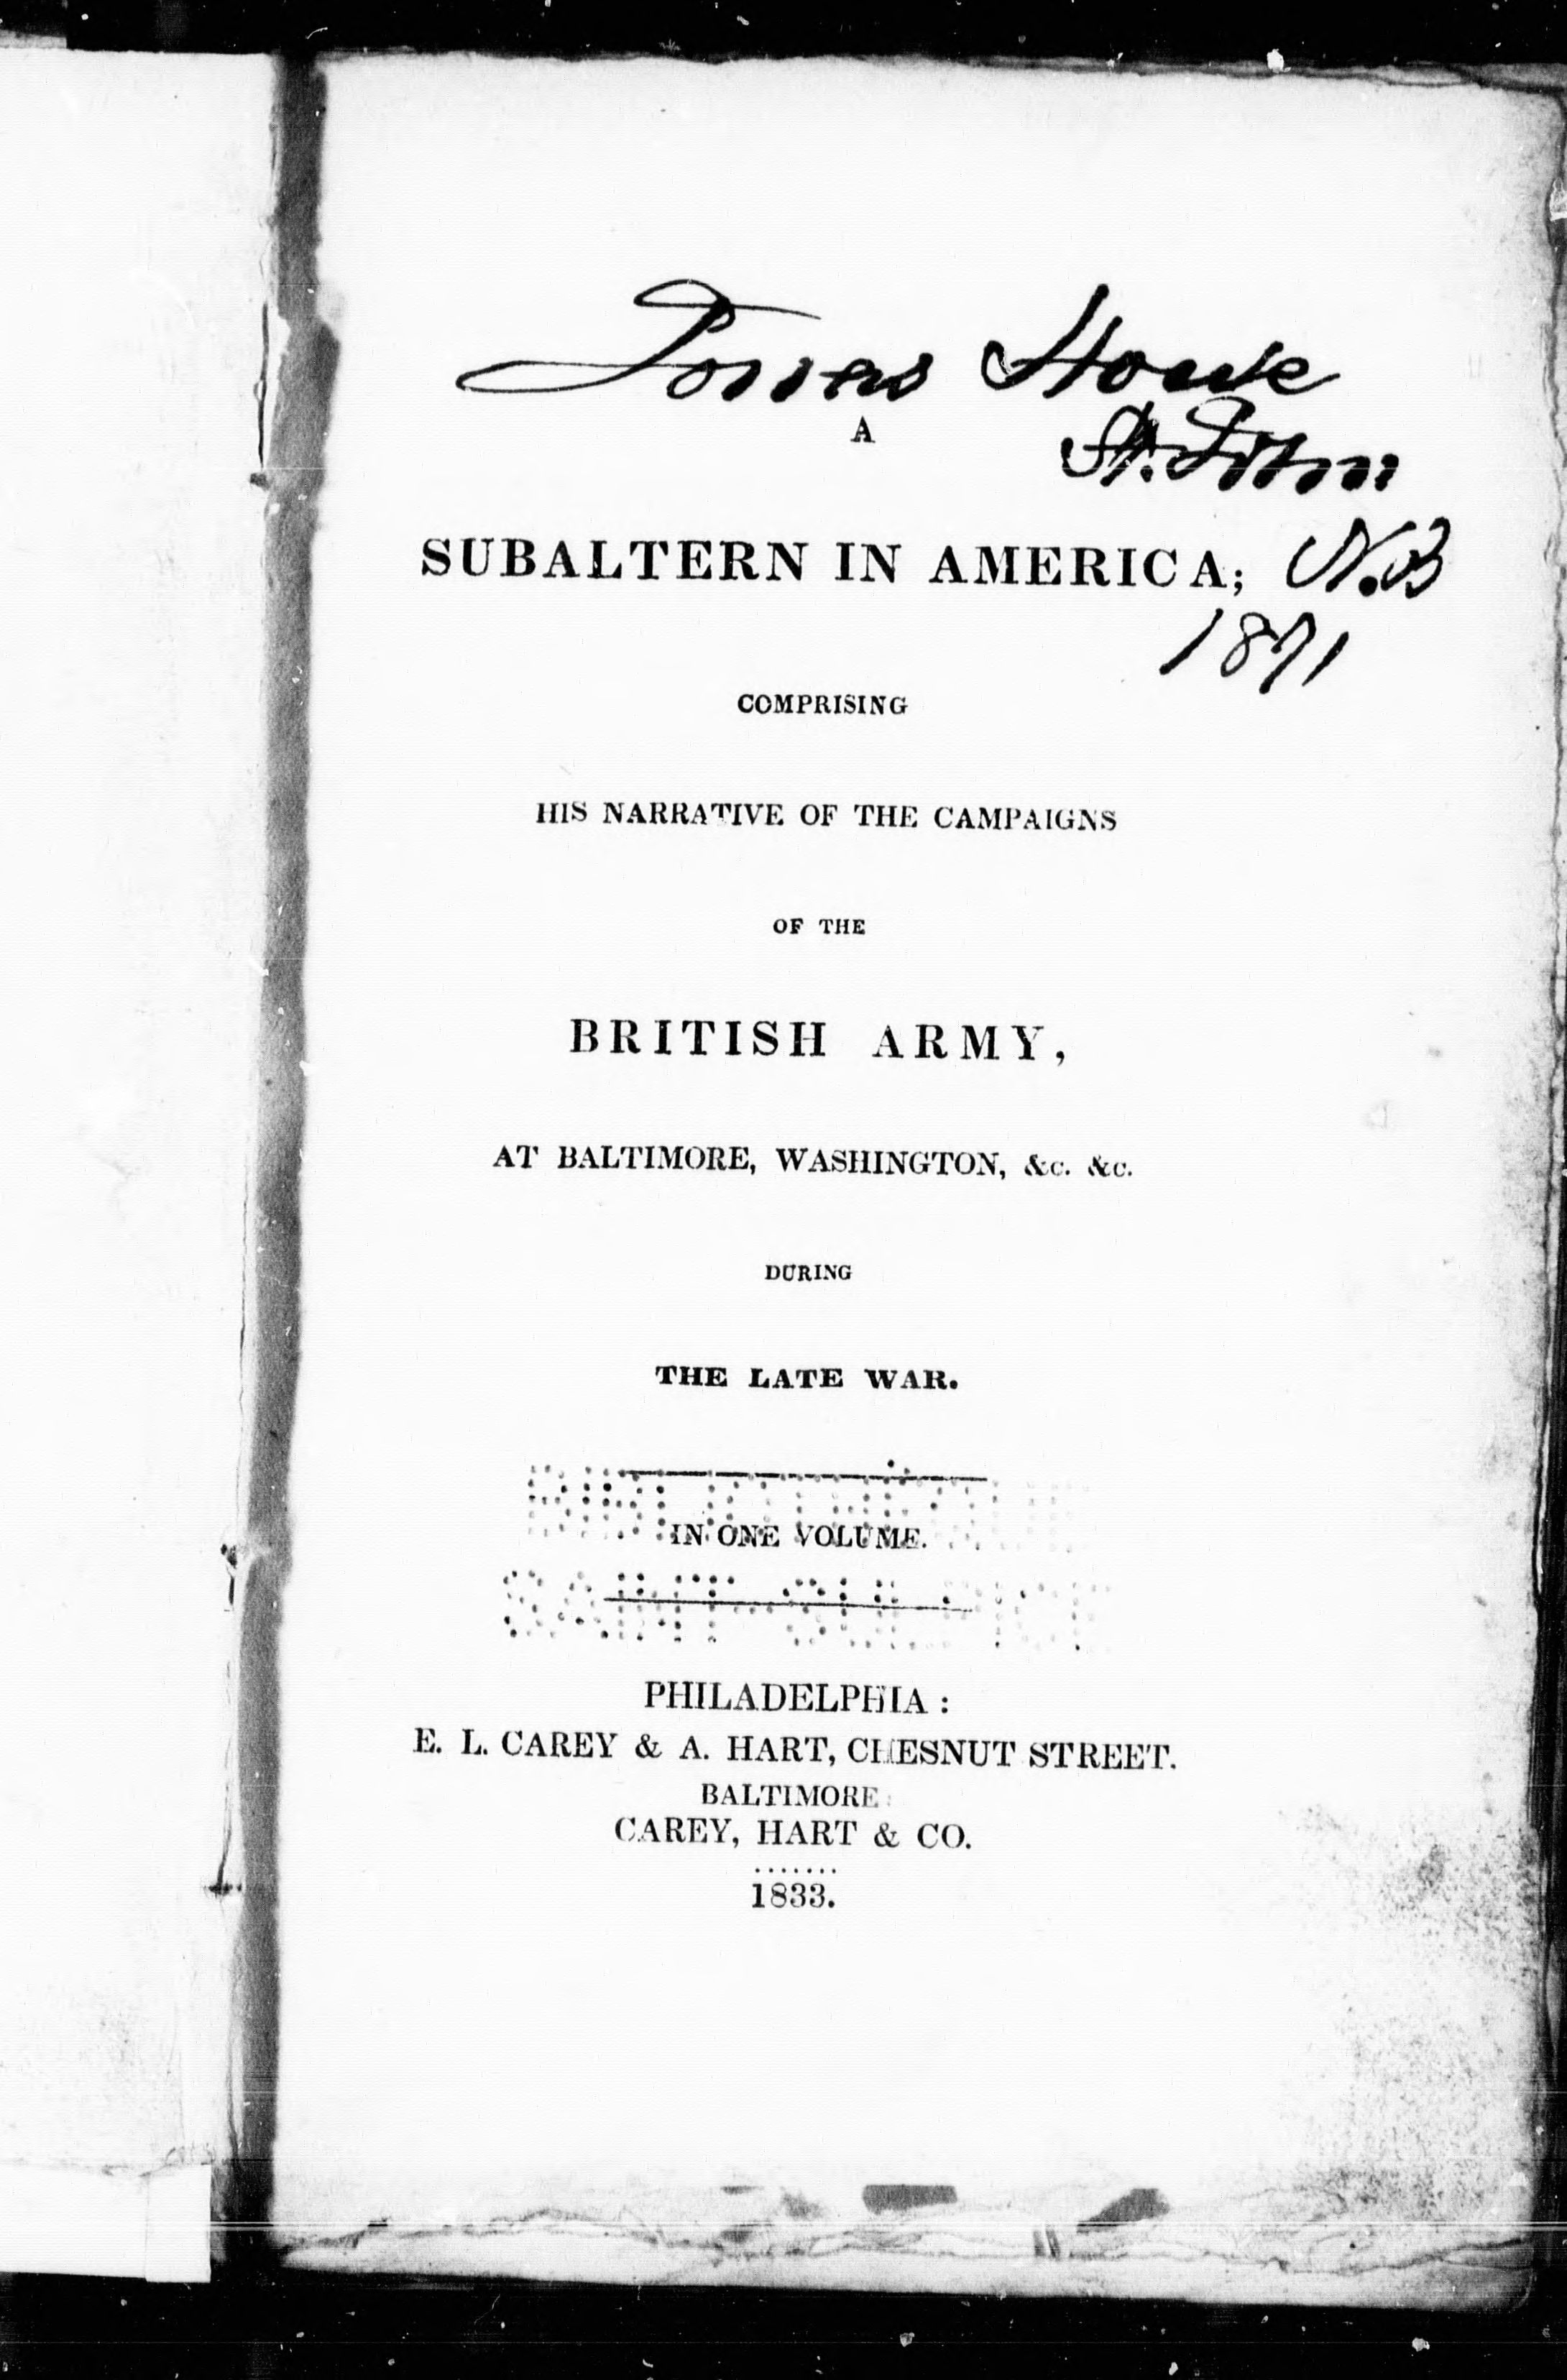 Jonas Howe
A
St. John
SUBALTERN IN AMERICA; N.B
1871
COMPRISING
HIS NARRATIVE OF THE CAMPAIGNS
OF THE
BRITISH ARMY,
AT BALTIMORE, WASHINGTON, &c. &c.
DURING
THE LATE WAR.
IN ONE VOLUME.
PHILADELPHIA:
E. L. CAREY & A. HART, CHESNUT STREET.
BALTIMORE:
CAREY, HART & CO.
.......
1833.